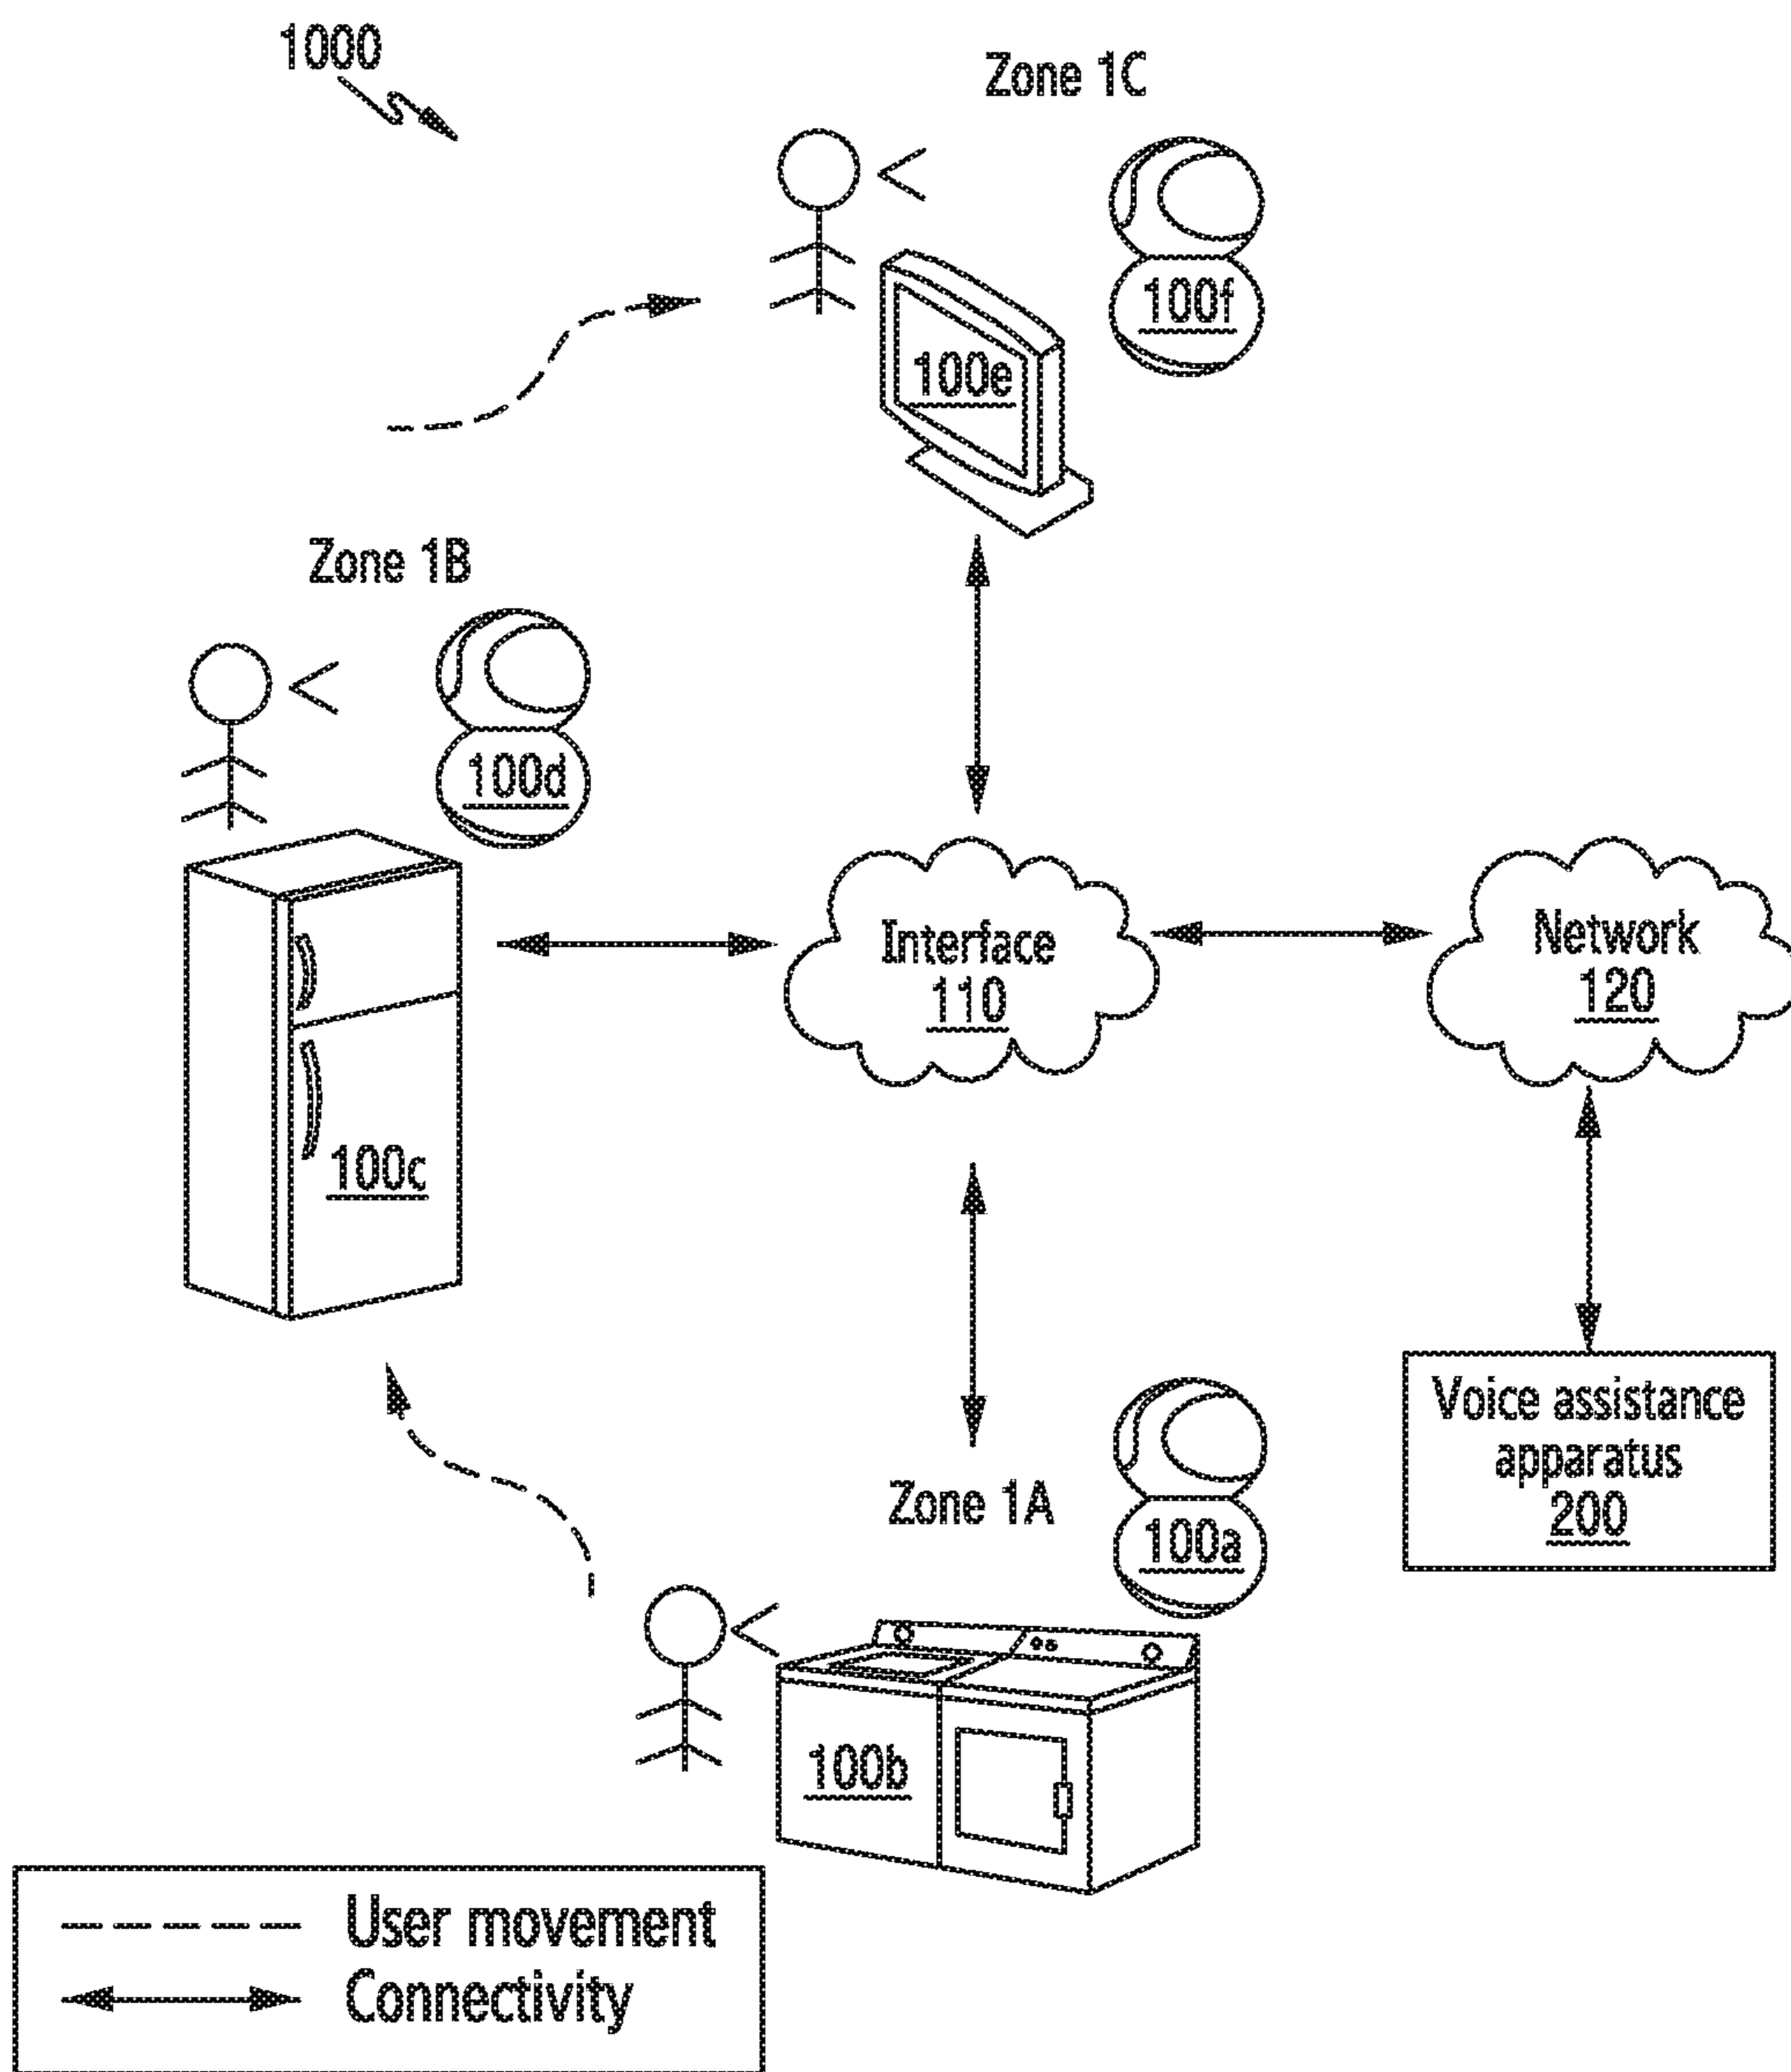 1000
Zone 1C
100f
100e
Zone 1B
100d
Interface
110
Network
120
100c
Zone 1A
100a
Voice assistance
apparatus
200
100b
User movement
Connectivity